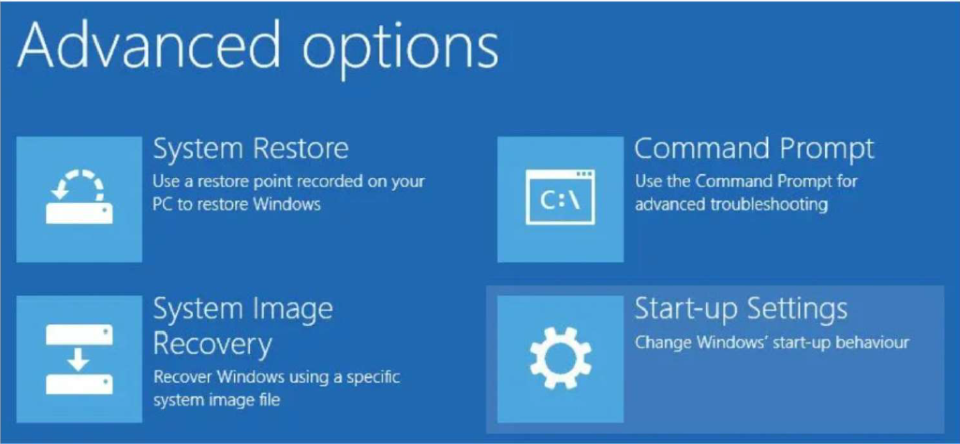 Advanced options
System Restore
Use a restore point recorded on your
PC to restore Windows
Command Prompt
Use the Command Prompt for
advanced troubleshooting
C:\
System Image
Recovery
Recover Windows using a specific
system image file
Start-up Settings
Change Windows' start-up behaviour